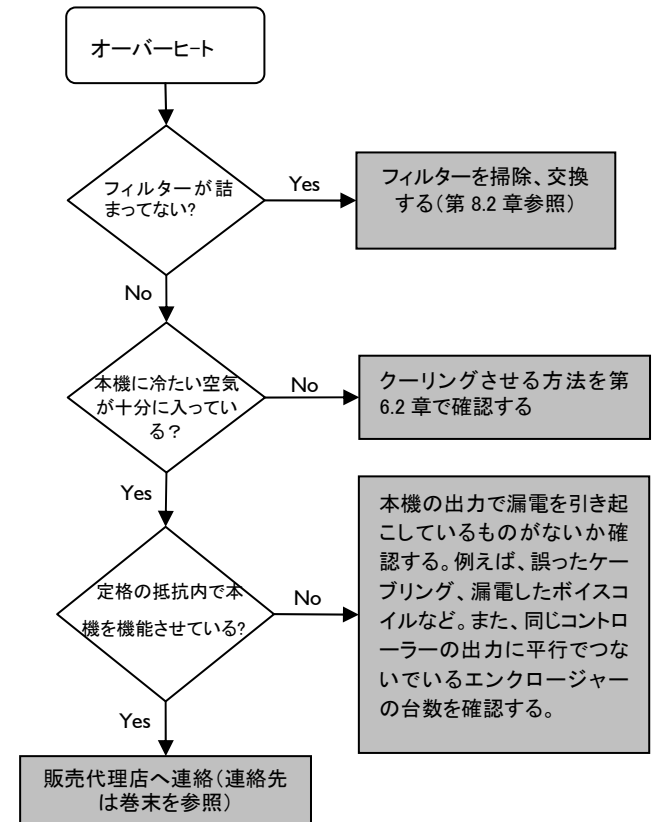 オーバーヒート
フィルターが詰
まってない?
Yes
フィルターを掃除、交換
する(第 8.2 章参照)
No
本機に冷たい空気
が十分に入ってい
る？
No
クーリングさせる方法を第
6.2 章で確認する
Yes
定格の抵抗内で本
機を機能させている?
No
本機の出力で漏電を引き起
こしているものがないか確
認する。例えば、誤ったケー
ブリング、漏電したボイスコ
イルなど。また、同じコントロ
ーラーの出力に平行でつな
いでいるエンクロージャー
の台数を確認する。
Yes
販売代理店へ連絡(連絡先
は巻末を参照)